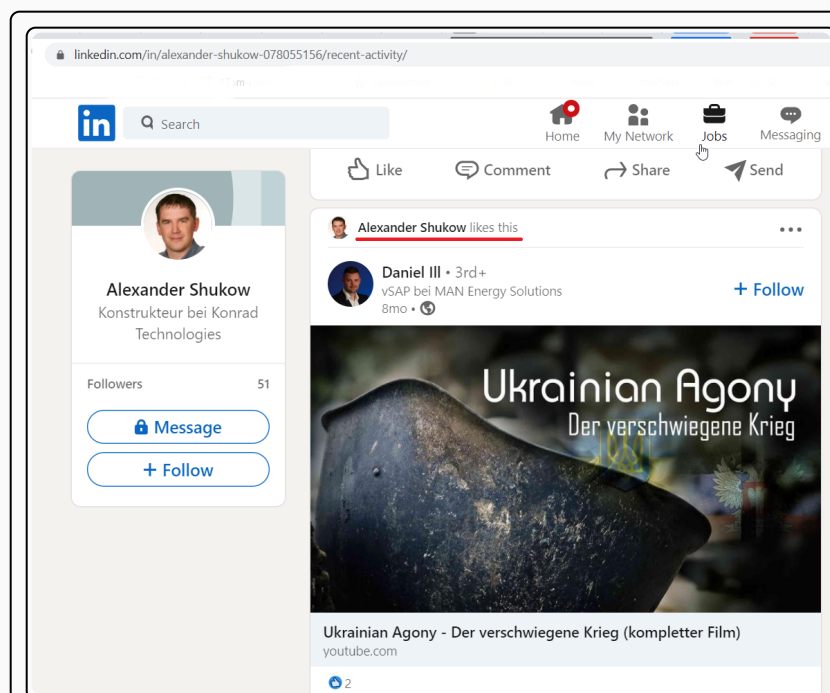 linkedin.com/in/alexander-shukow-078055156/recent-activity/
in
Search
Home
My Network
Jobs
Messaging
Like
Comment
Share
Send
Alexander Shukow
Konstrukteur bei Konrad
Technologies
Followers 51
Message
+ Follow
Alexander Shukow likes this
Daniel Ill • 3rd+
vSAP bei MAN Energy Solutions
8mo •
+ Follow
Ukrainian Agony
Der verschwiegene Krieg
Ukrainian Agony - Der verschwiegene Krieg (kompletter Film)
youtube.com
2